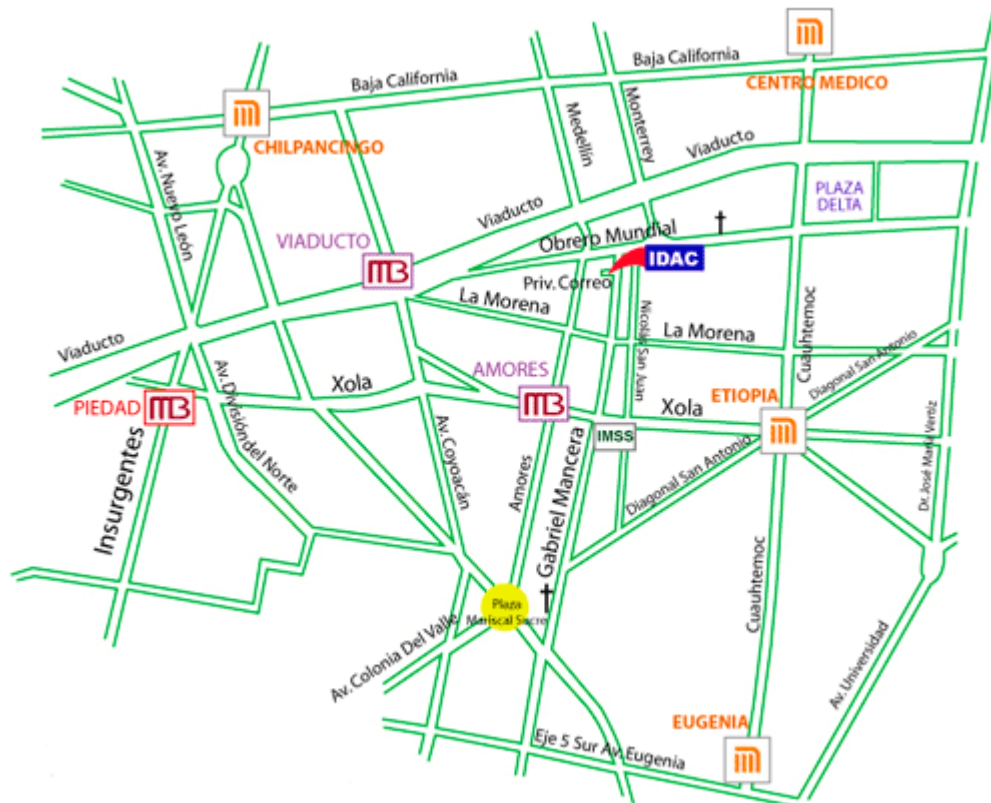 Baja California
Baja California
CENTRO MEDICO
CHILPANCINGO
Medellín
Monterrey
Viaducto
Av. Nuevo León
PLAZA
DELTA
Viaducto
VIADUCTO
Obrero Mundial
IDAC
Priv. Correo
La Morena
Nicolás San Juan
La Morena
Cuauhtemoc
Viaducto
Diagonal San Antonio
Av. División del Norte
Xola
AMORES
ETIOPIA
PIEDAD
Xola
IMSS
Dr. José María Vertiz
Insurgentes
Av. Coyoacán
Amores
Gabriel Mancera
Diagonal San Antonio
Plaza
Mariscal Sucre
Cuauhtemoc
Av. Colonia Del Valle
Av. Universidad
EUGENIA
Eje 5 Sur Av. Eugenia